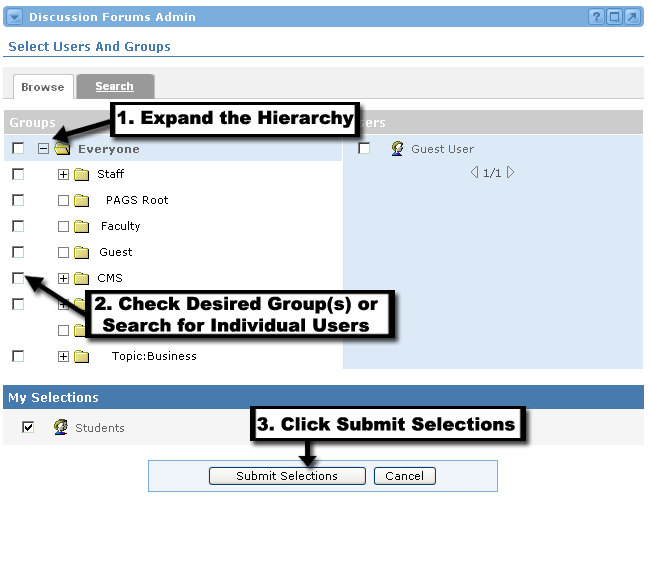 Discussion Forums Admin
Select Users And Groups
Browse
Search
Groups
1. Expand the Hierarchy
Everyone
Guest User
Staff
1/1
PAGS Root
Faculty
Guest
CMS
2. Check Desired Group(s) or
Search for Individual Users
Topic:Business
My Selections
Students
3. Click Submit Selections
Submit Selections
Cancel